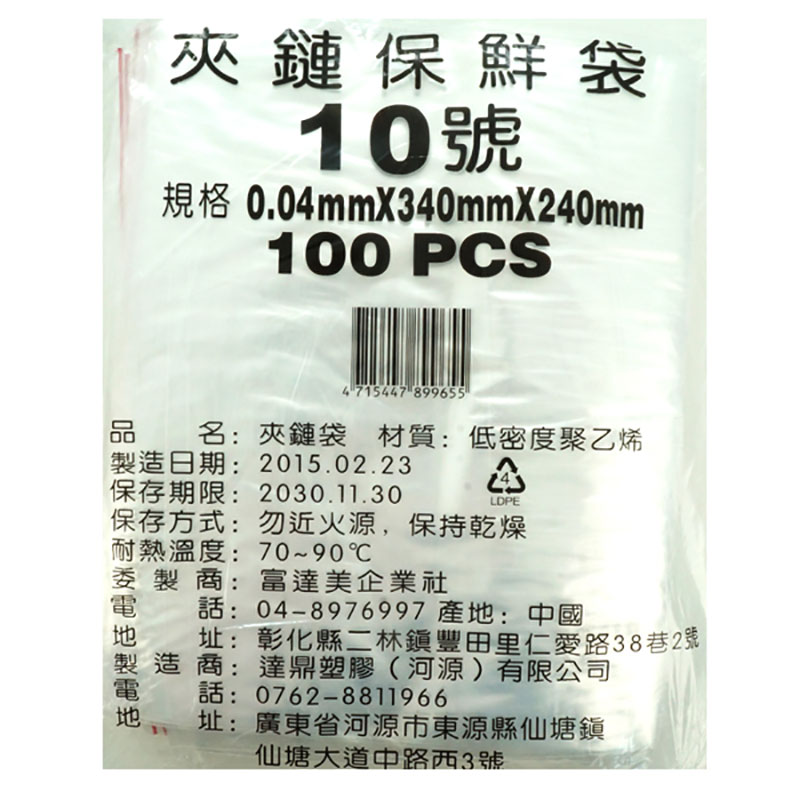 夾鏈保鮮袋
10號
規格 0.04mmX340mmX240mm
100 PCS
4 715447 899655
品 名: 夾鏈袋 材質: 低密度聚乙烯
製造日期: 2015.02.23
保存期限: 2030.11.30
4
LDPE
保存方式: 勿近火源, 保持乾燥
耐熱溫度: 70~90℃
委製商: 富達美企業社
電 話: 04-8976997 產地: 中國
地 址: 彰化縣二林鎮豐田里仁愛路38巷2號
製造商: 達鼎塑膠(河源)有限公司
電 話: 0762-8811966
地 址: 廣東省河源市東源縣仙塘鎮
仙塘大道中路西3號